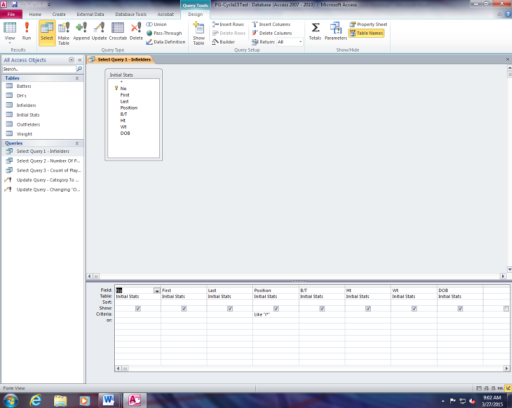 Query Tools
PG-Cycle23Test - Database (Access 2007 - 2010) - Microsoft Access
File Home Create External Data Database Tools Acrobat Design
View
Run
Select
Make Table
Append
Update
Crosstab
Delete
Union
Pass-Through
Data Definition
Show Table
Insert Rows
Delete Rows
Builder
Insert Columns
Delete Columns
Return: All
Totals
Parameters
Property Sheet
Table Names
Results
Query Type
Query Setup
Show/Hide
All Access Objects
Search...
Tables
Batters
DH's
Infielders
Initial Stats
Outfielders
Weight
Queries
Select Query 1 - Infielders
Select Query 2 - Number Of P...
Select Query 3 - Count of Play...
Update Query - Category To ...
Update Query - Changing "O...
Select Query 1 - Infielders
Initial Stats
*
No
First
Last
Position
B/T
Ht
Wt
DOB
Field: No First Last Position B/T Ht Wt DOB
Table: Initial Stats Initial Stats Initial Stats Initial Stats Initial Stats Initial Stats Initial Stats Initial Stats
Sort:
Show:
Criteria:
or:
Form View
9:02 AM
3/27/2015